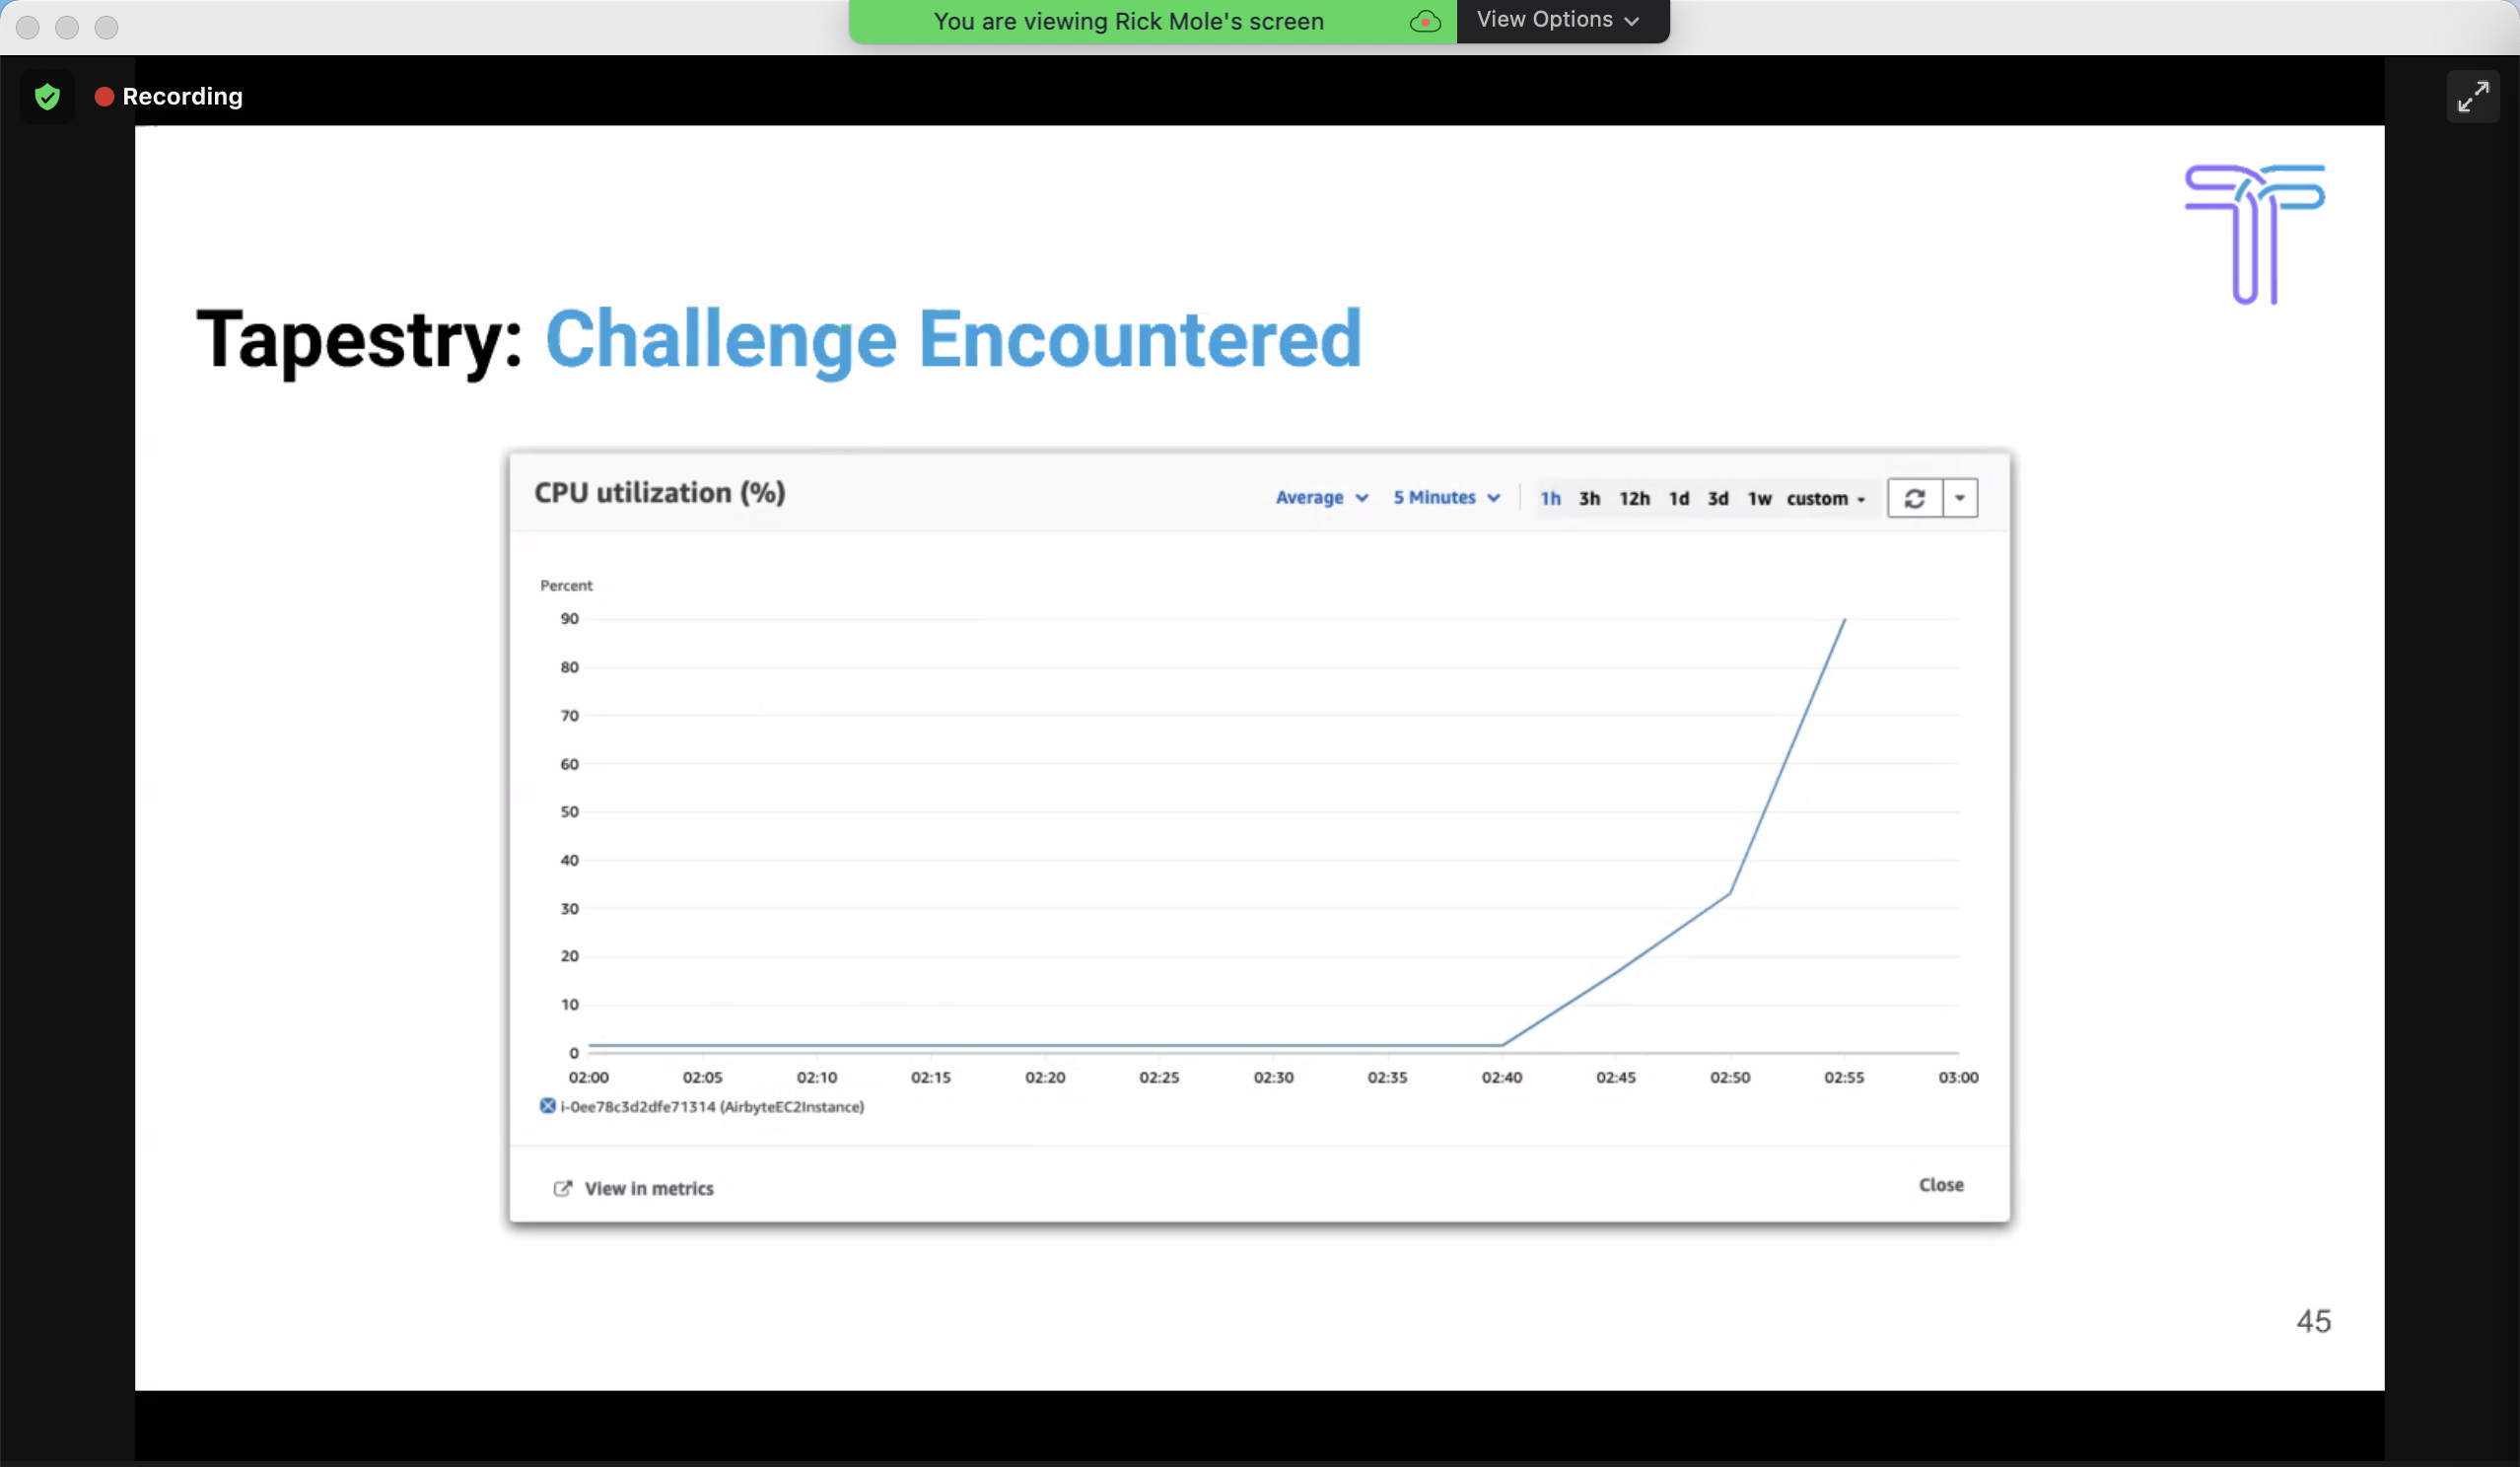 You are viewing Rick Mole's screen
View Options
Recording
Tapestry: Challenge Encountered
CPU utilization (%)
Average 5 Minutes 1h 3h 12h 1d 3d 1w custom
Percent
90
80
70
60
50
40
30
20
10
0
02:00 02:05 02:10 02:15 02:20 02:25 02:30 02:35 02:40 02:45 02:50 02:55 03:00
i-0ee78c3d2dfe71314 (AirbyteEC2Instance)
View in metrics
Close
45